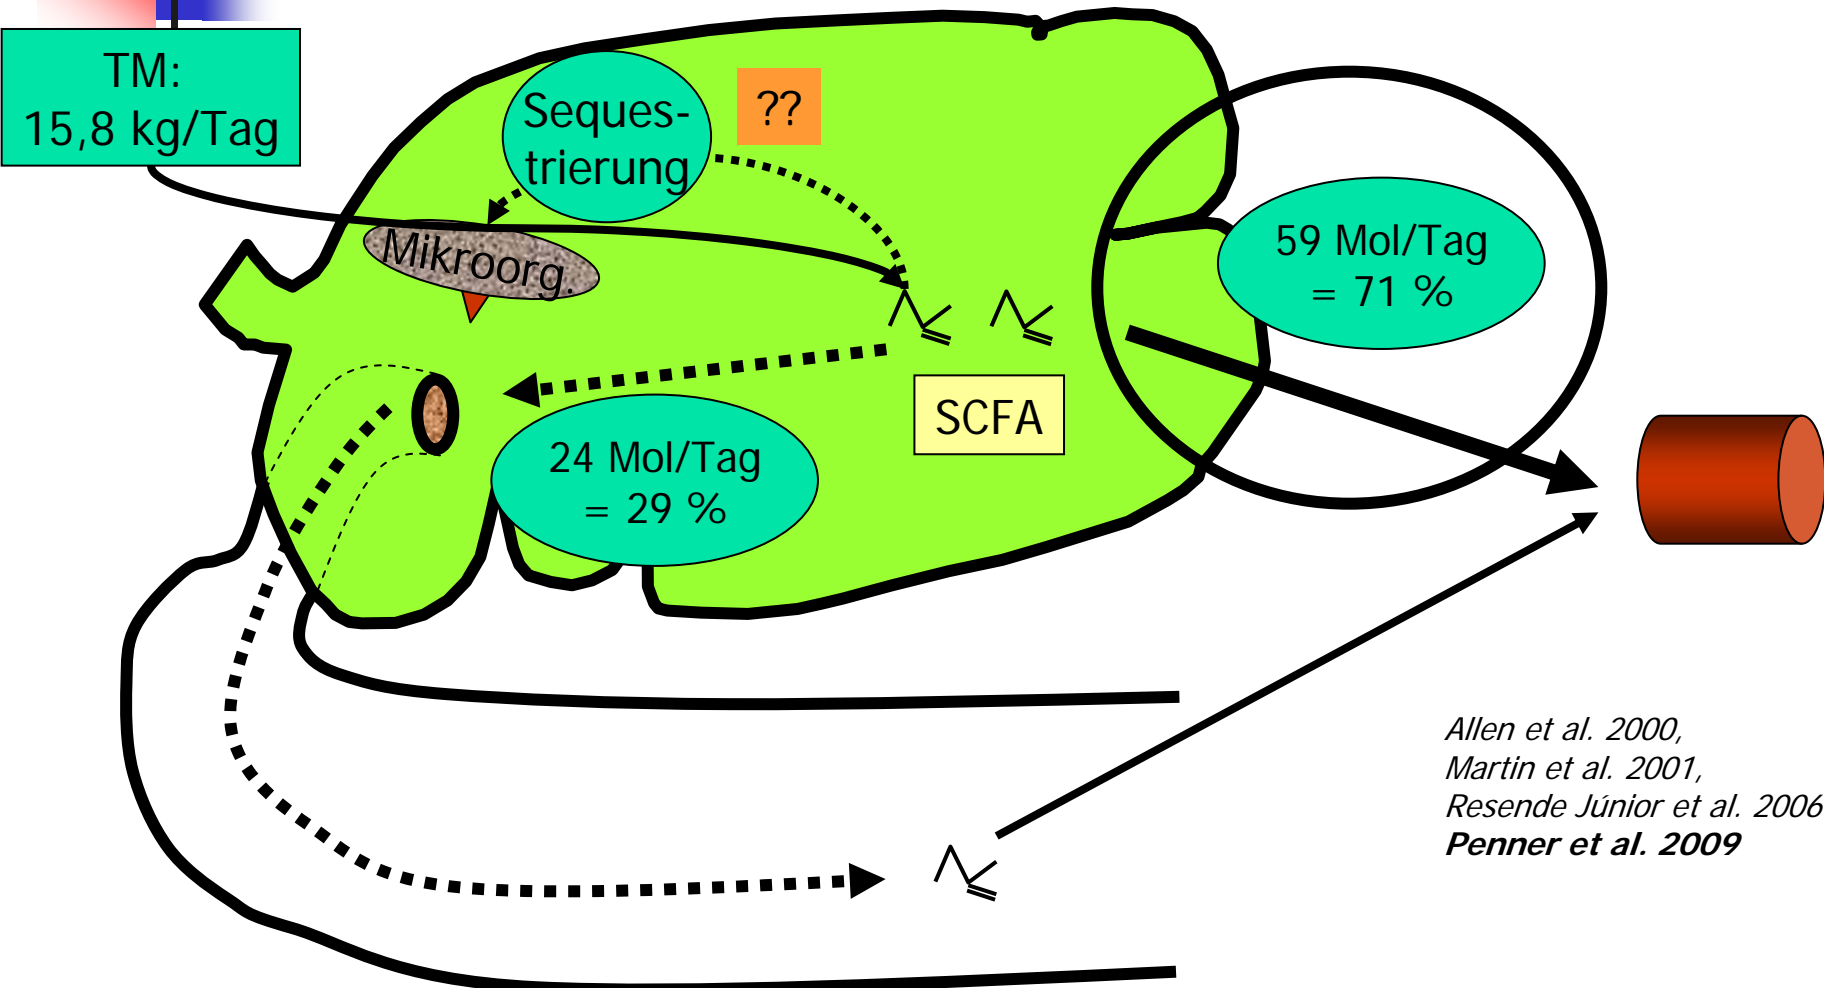 TM:
15,8 kg/Tag
Seques-
trierung
??
Mikroorg.
59 Mol/Tag
= 71 %
SCFA
24 Mol/Tag
= 29 %
Allen et al. 2000,
Martin et al. 2001,
Resende Júnior et al. 2006
Penner et al. 2009